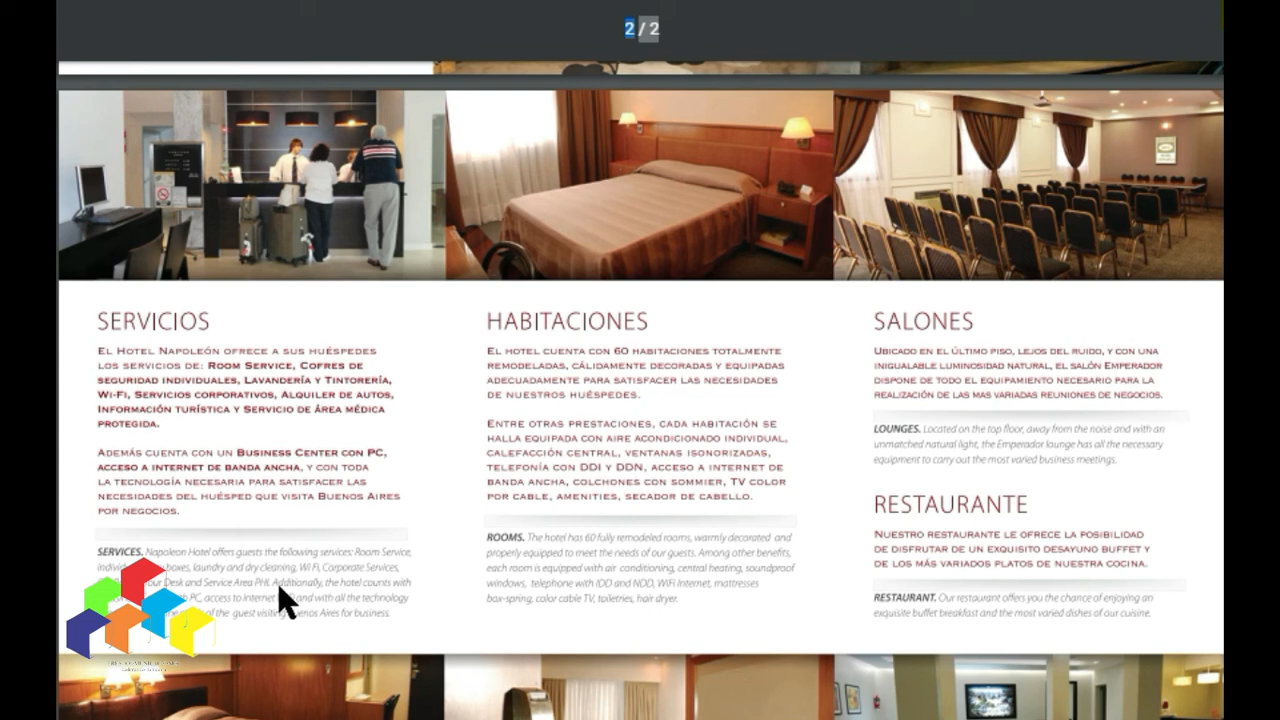 2 / 2
SERVICIOS
El Hotel Napoleón ofrece a sus huéspedes
los servicios de: Room Service, Cofres de
seguridad individuales, Lavandería y Tintorería,
Wi-Fi, Servicios corporativos, Alquiler de autos,
Información turística y Servicio de área médica
protegida.
Además cuenta con un Business Center con PC,
acceso a internet de banda ancha, y con toda
la tecnología necesaria para satisfacer las
necesidades del huésped que visita Buenos Aires
por negocios.
SERVICES. Napoleon Hotel offers guests the following services: Room Service,
boxes, laundry and dry cleaning, WI Fi, Corporate Services,
Desk and Service Area PHI. Additionally, the hotel counts with
PC, access to Internet and with all the technology
of the guest visiting Buenos Aires for business.
HABITACIONES
El hotel cuenta con 60 habitaciones totalmente
remodeladas, cálidamente decoradas y equipadas
adecuadamente para satisfacer las necesidades
de nuestros huéspedes.
Entre otras prestaciones, cada habitación se
halla equipada con aire acondicionado individual,
calefacción central, ventanas isonorizadas,
telefonía con DDI y DDN, acceso a internet de
banda ancha, colchones con sommier, TV color
por cable, amenities, secador de cabello.
ROOMS. The hotel has 60 fully remodeled rooms, warmly decorated and
properly equipped to meet the needs of our guests. Among other benefits,
each room is equipped with air conditioning, central heating, soundproof
windows, telephone with IDD and NDD, WiFi Internet, mattresses
box-spring, color cable TV, toiletries, hair dryer.
SALONES
Ubicado en el último piso, lejos del ruido, y con una
inigualable luminosidad natural, el salón Emperador
dispone de todo el equipamiento necesario para la
realización de las mas variadas reuniones de negocios.
LOUNGES. Located on the top floor, away from the noise and with an
unmatched natural light, the Emperador lounge has all the necessary
equipment to carry out the most varied business meetings.
RESTAURANTE
Nuestro restaurante le ofrece la posibilidad
de disfrutar de un exquisito desayuno buffet y
de los más variados platos de nuestra cocina.
RESTAURANT. Our restaurant offers you the chance of enjoying an
exquisite buffet breakfast and the most varied dishes of our cuisine.